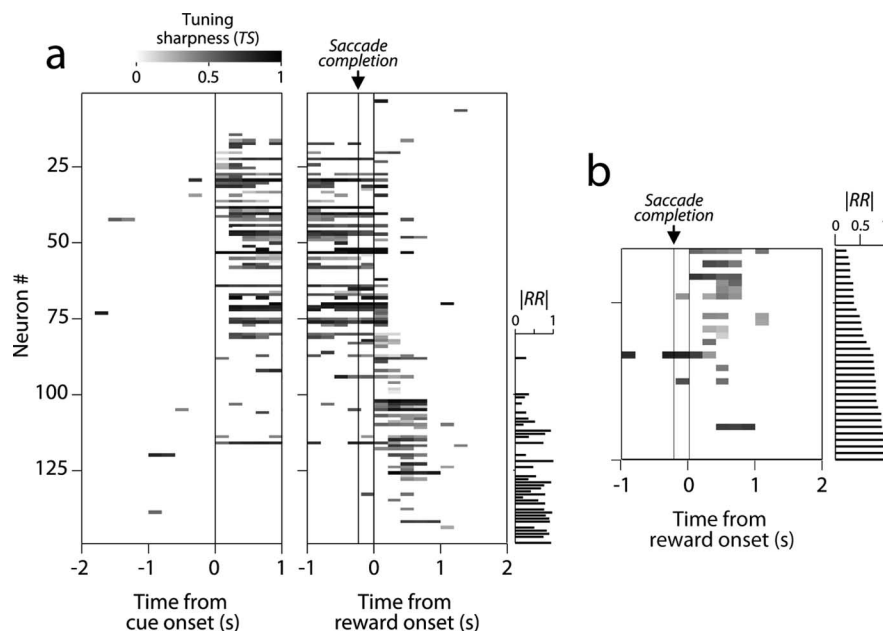 Tuning
sharpness (TS)
0 0.5 1
a
Saccade
completion
25
50
75
100
125
Neuron #
-2 -1 0 1
Time from
cue onset (s)
-1 0 1 2
Time from
reward onset (s)
|RR|
0 1
b
Saccade
completion
|RR|
0 0.5 1
-1 0 1 2
Time from
reward onset (s)